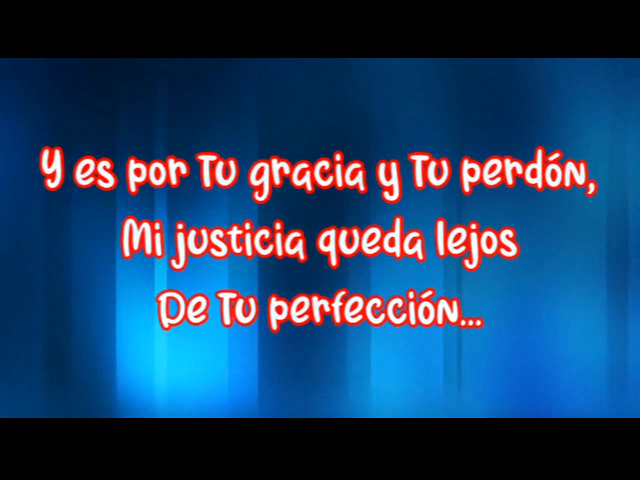 Y es por Tu gracia y Tu perdón,
Mi justicia queda lejos
De Tu perfección...